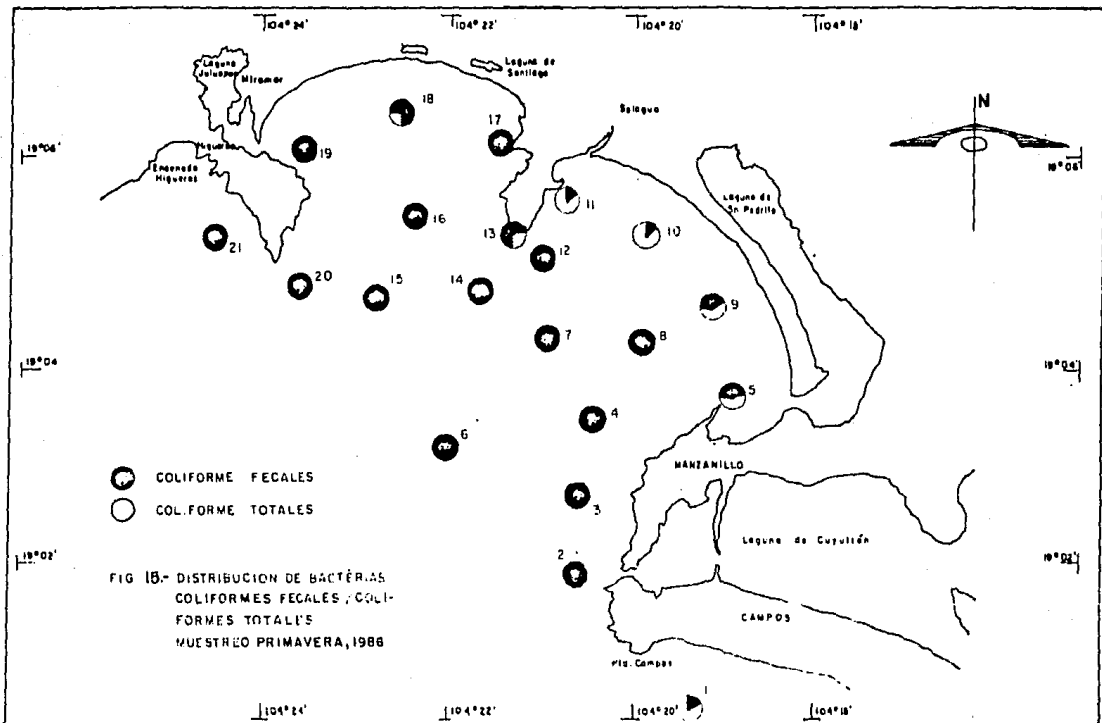 104° 24'
104° 22'
104° 20'
104° 18'
Laguna
Juluapan
Miramar
Laguna de
Santiago
Salagua
N
19° 06'
19° 06'
Ensenada
Higueras
Laguna de
Sn Pedrito
18
17
19
16
11
10
13
12
21
20
15
14
9
7
8
19° 04'
19° 04'
5
4
6
MANZANILLO
COLIFORME FECALES
COLIFORME TOTALES
3
Laguna de Cuyutlán
19° 02'
19° 02'
2
FIG 15.- DISTRIBUCION DE BACTÉRIAS
COLIFORMES FECALES / COLI-
FORMES TOTALES
MUESTREO PRIMAVERA, 1986
CAMPOS
Pta. Campos
1
104° 24'
104° 22'
104° 20'
104° 18'